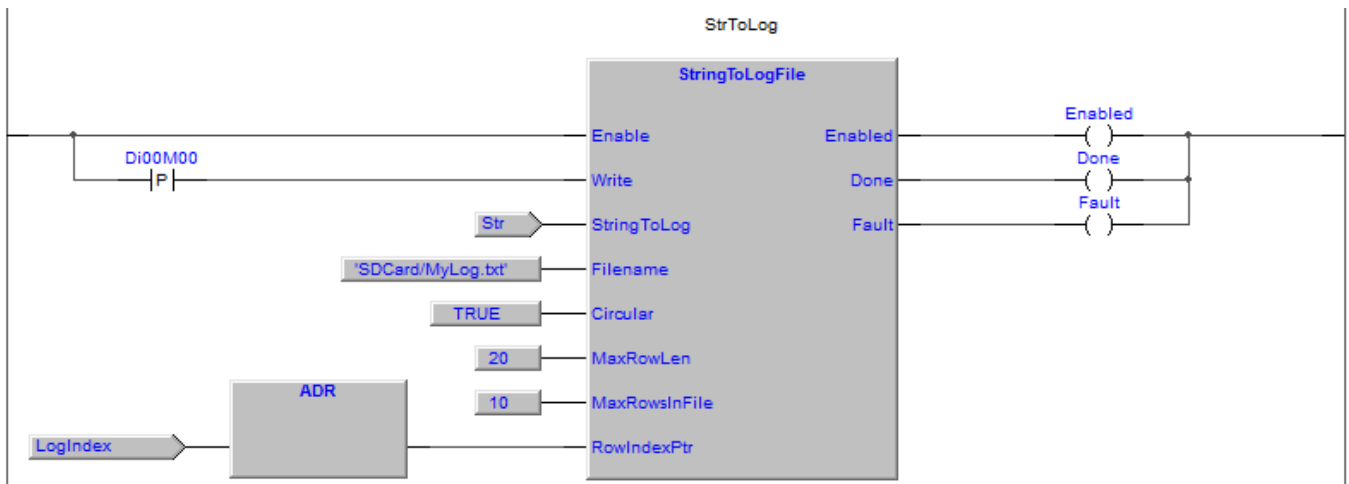 StrToLog
StringToLogFile
Enabled
Enable Enabled
Di00M00 Done
P
Write Done
Fault
Str StringToLog Fault
'SDCard/MyLog.txt' Filename
TRUE Circular
20 MaxRowLen
ADR
10 MaxRowsInFile
LogIndex RowIndexPtr